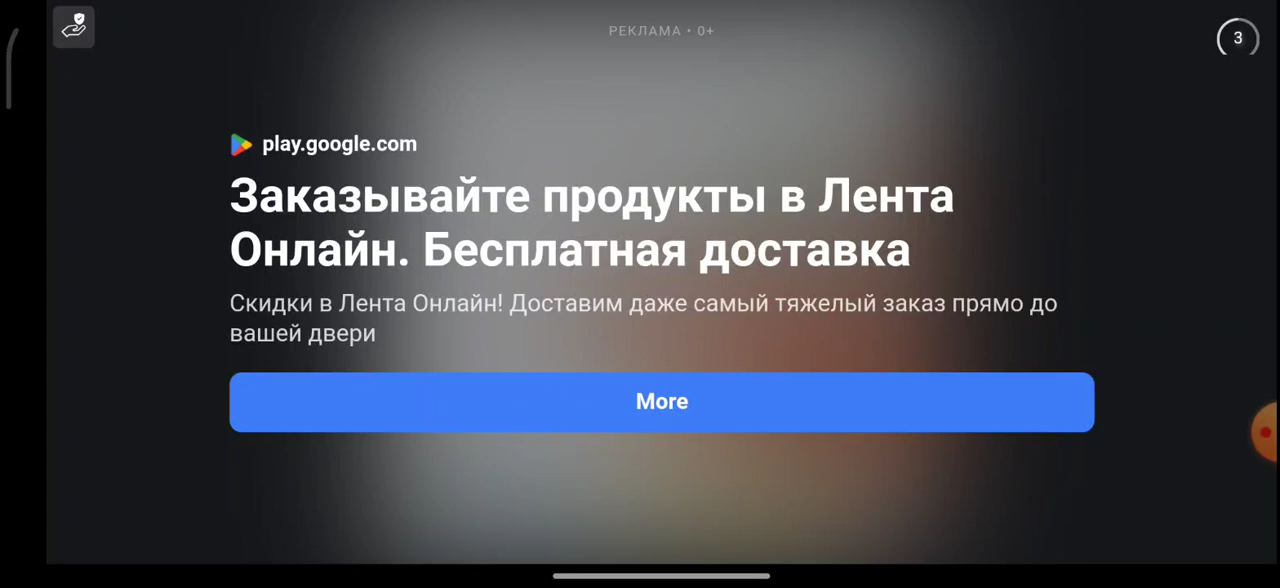 РЕКЛАМА • 0+
3
play.google.com
Заказывайте продукты в Лента
Онлайн. Бесплатная доставка
Скидки в Лента Онлайн! Доставим даже самый тяжелый заказ прямо до
вашей двери
More